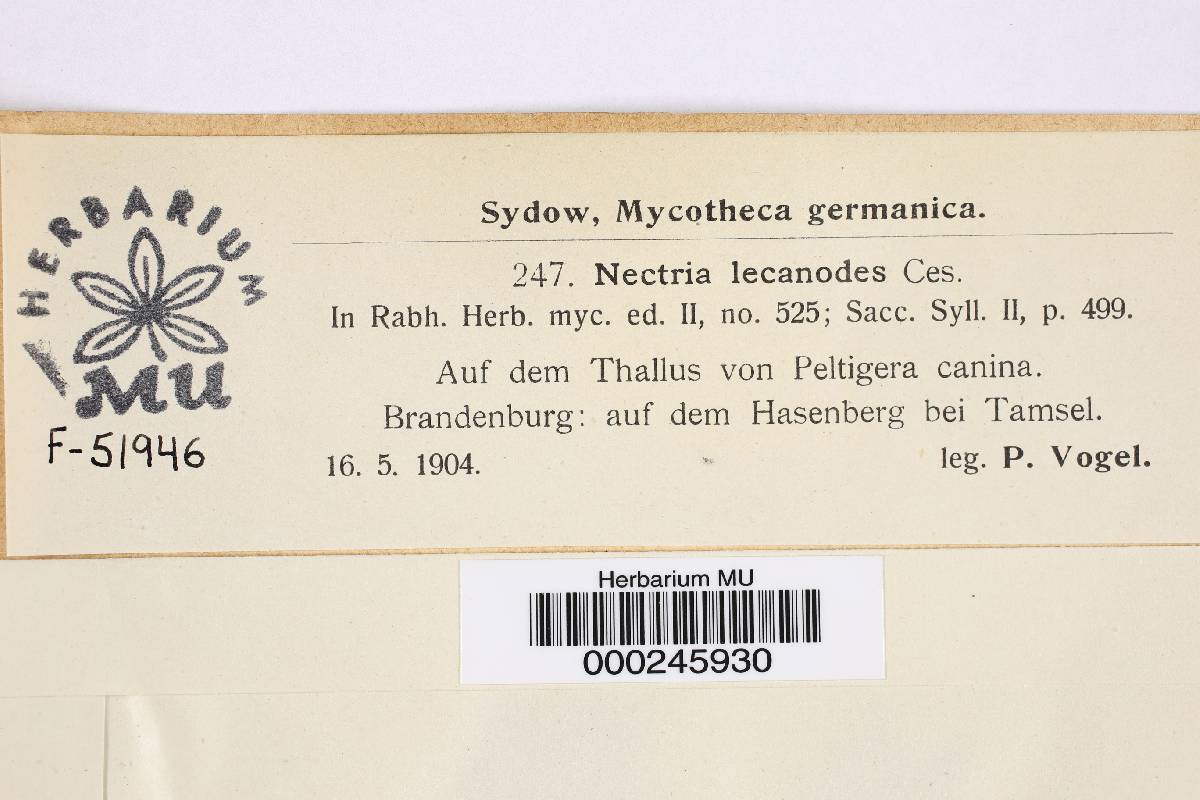 HERBARIUM
MU
F-51946
Sydow, Mycotheca germanica.
247. Nectria lecanodes Ces.
In Rabh. Herb. myc. ed. II, no. 525; Sacc. Syll. II, p. 499.
Auf dem Thallus von Peltigera canina.
Brandenburg: auf dem Hasenberg bei Tamsel.
16. 5. 1904.
leg. P. Vogel.
Herbarium MU
000245930